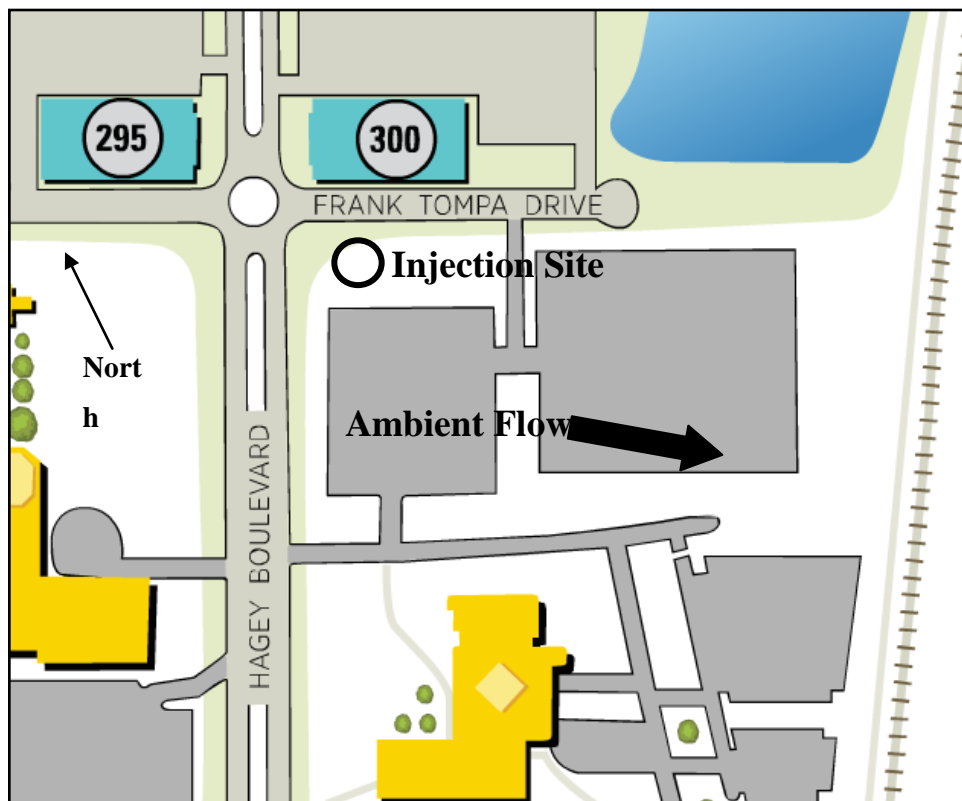 295
300
FRANK TOMPA DRIVE
Injection Site
Nort
h
Ambient Flow
HAGEY BOULEVARD